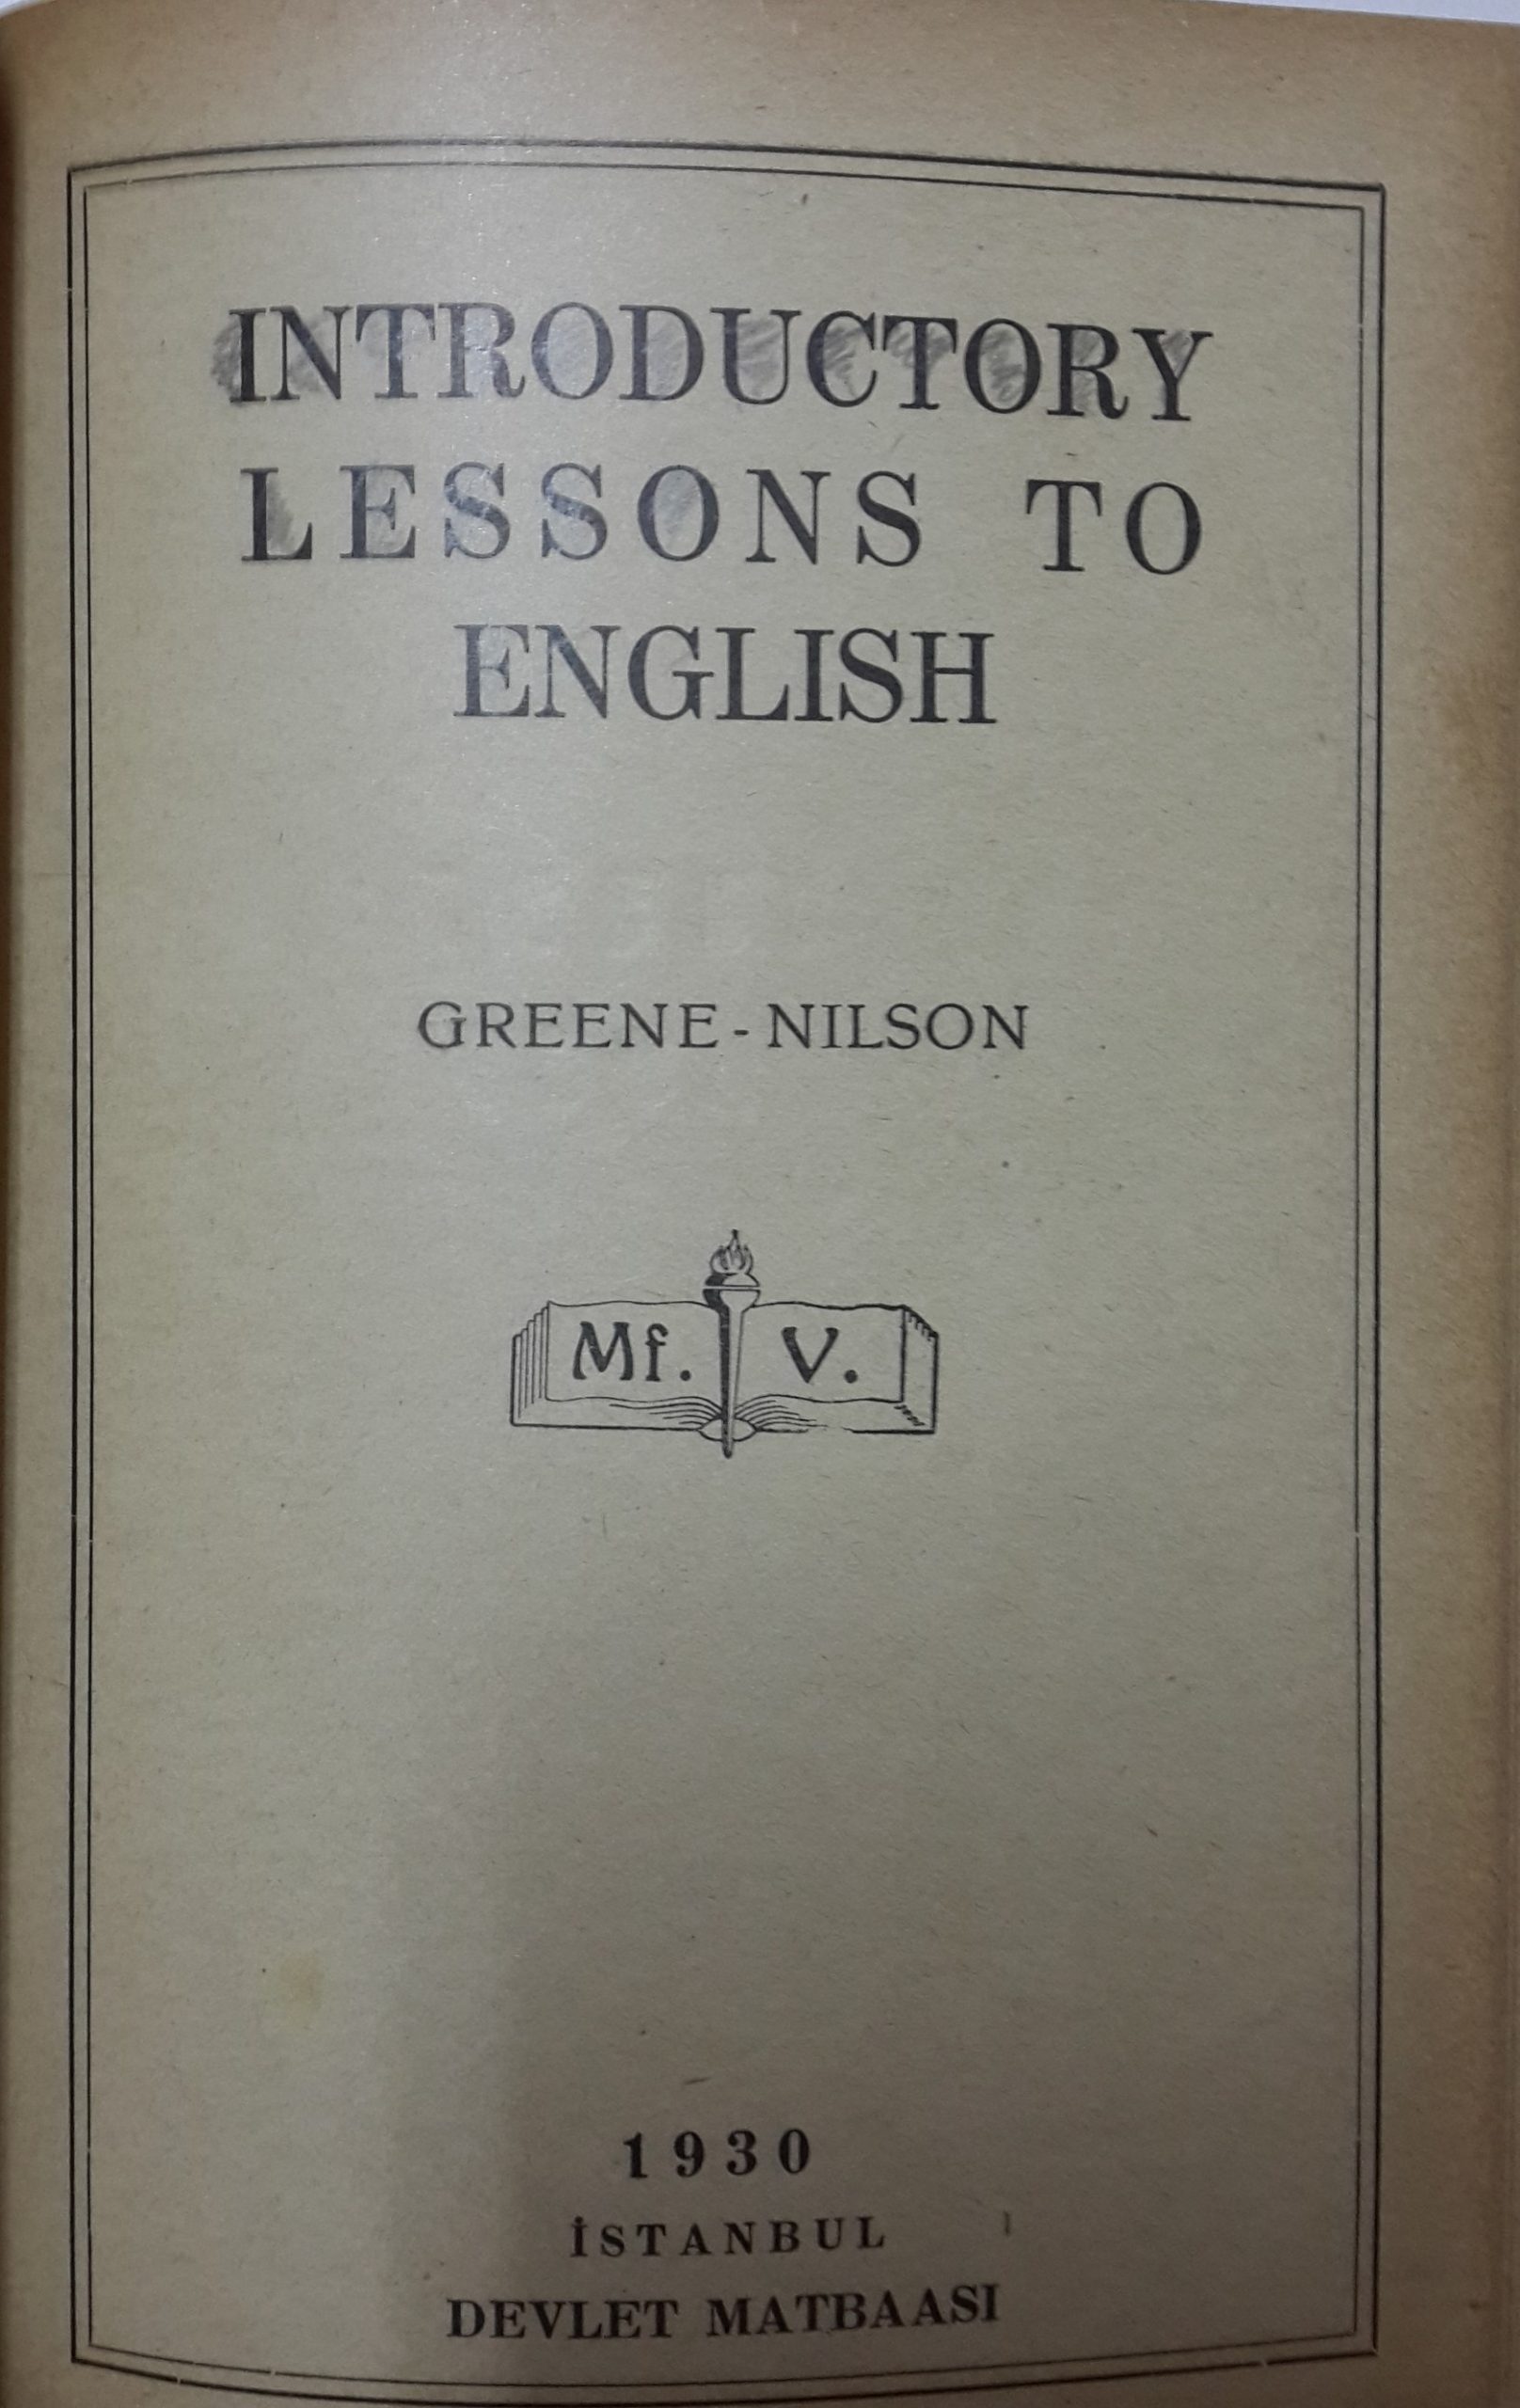 INTRODUCTORY
LESSONS TO
ENGLISH
GREENE-NILSON
Mf. V.
1930
İSTANBUL
DEVLET MATBAASI